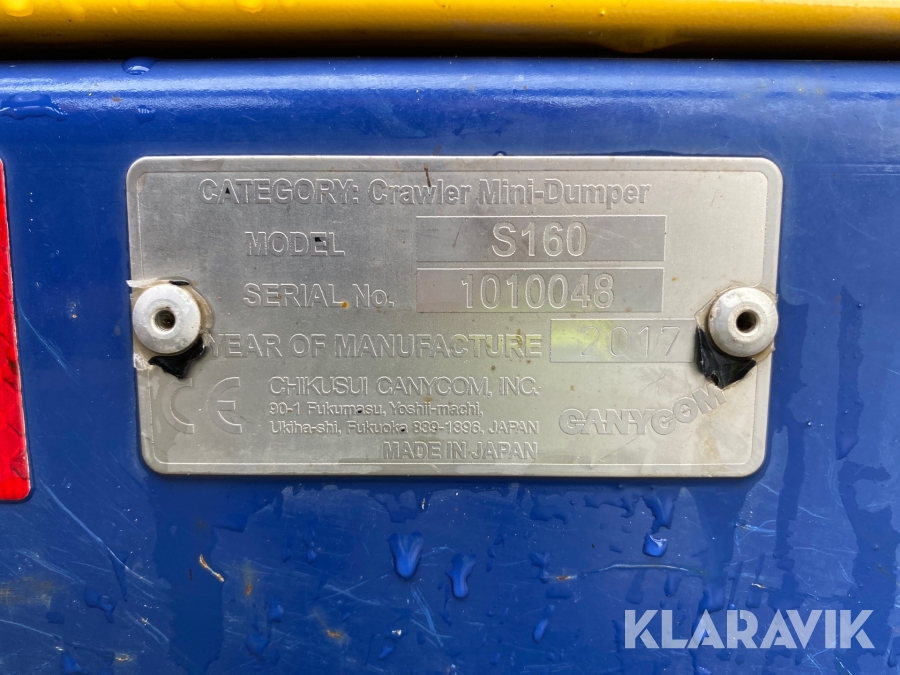 CATEGORY: Crawler Mini-Dumper
MODEL S160
SERIAL No. 1010048
YEAR OF MANUFACTURE 2017
CE CHIKUSUI CANYCOM, INC.
90-1 Fukumasu, Yoshii-machi,
Ukiha-shi, Fukuoka 839-1396, JAPAN
MADE IN JAPAN
CANYCOM
KLARAVIK